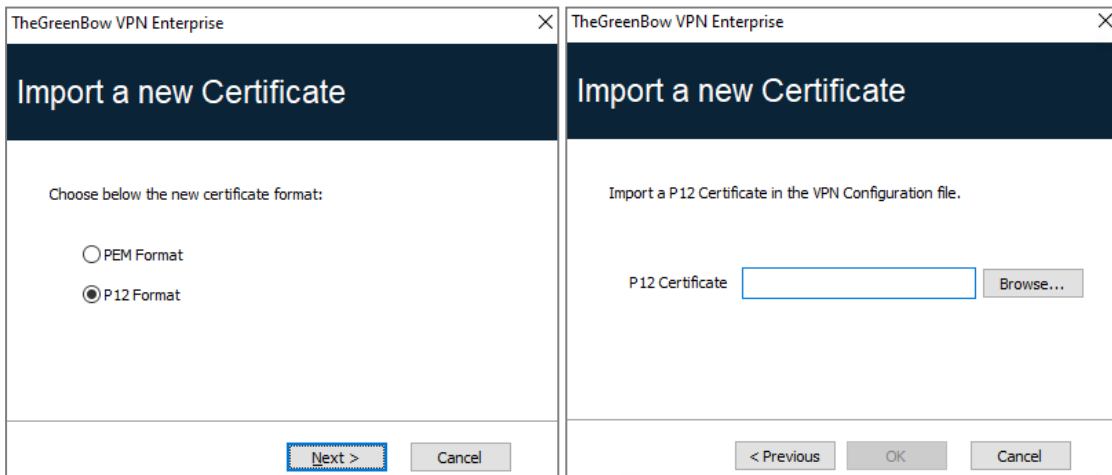 TheGreenBow VPN Enterprise
Import a new Certificate
Choose below the new certificate format:
PEM Format
P12 Format
Next >
Cancel
TheGreenBow VPN Enterprise
Import a new Certificate
Import a P12 Certificate in the VPN Configuration file.
P12 Certificate
Browse...
< Previous
OK
Cancel